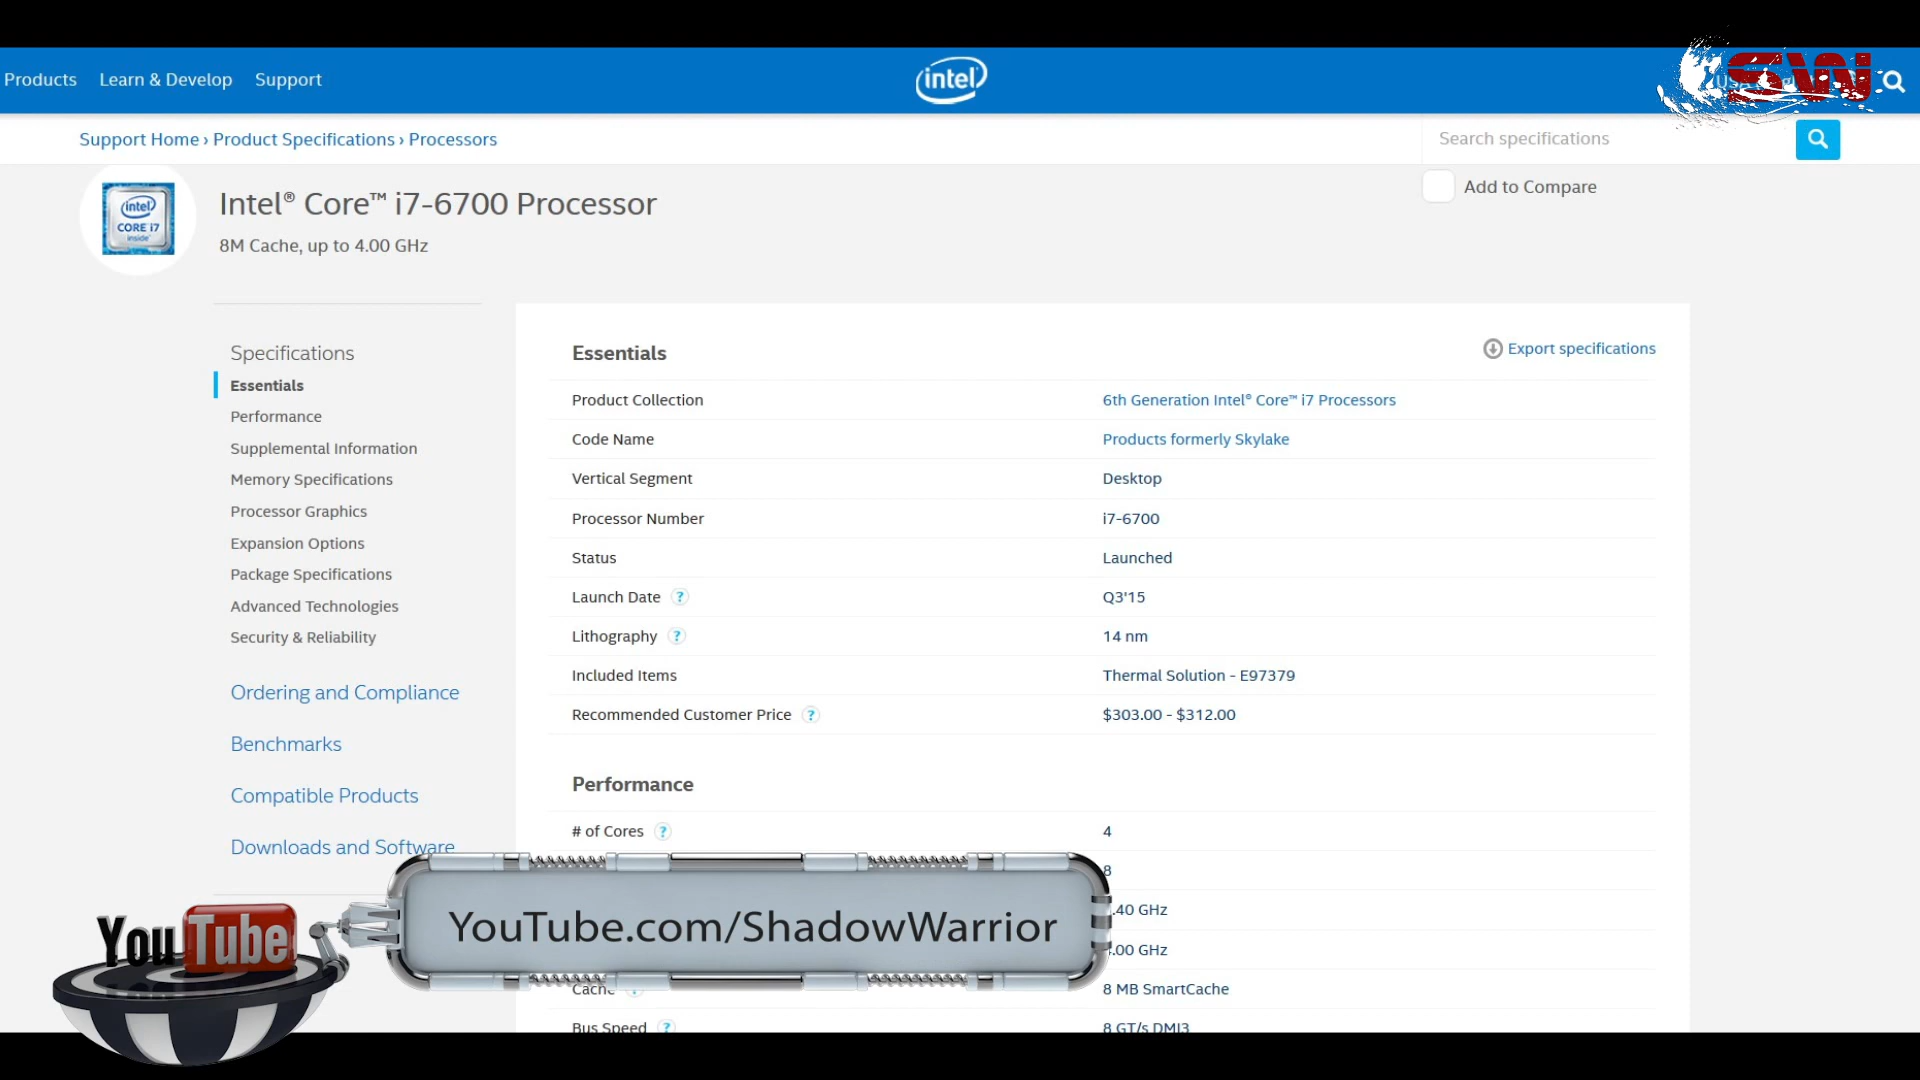 Products Learn & Develop Support
intel
SW
Support Home › Product Specifications › Processors
Search specifications
Add to Compare
intel
CORE i7
inside
Intel® Core™ i7-6700 Processor
8M Cache, up to 4.00 GHz
Specifications
Essentials
Performance
Supplemental Information
Memory Specifications
Processor Graphics
Expansion Options
Package Specifications
Advanced Technologies
Security & Reliability
Ordering and Compliance
Benchmarks
Compatible Products
Downloads and Software
Essentials
Export specifications
Product Collection 6th Generation Intel® Core™ i7 Processors
Code Name Products formerly Skylake
Vertical Segment Desktop
Processor Number i7-6700
Status Launched
Launch Date ? Q3'15
Lithography ? 14 nm
Included Items Thermal Solution - E97379
Recommended Customer Price ? $303.00 - $312.00
Performance
# of Cores ? 4
8
.40 GHz
.00 GHz
Cache 8 MB SmartCache
Bus Speed ? 8 GT/s DMI3
YouTube
YouTube.com/ShadowWarrior